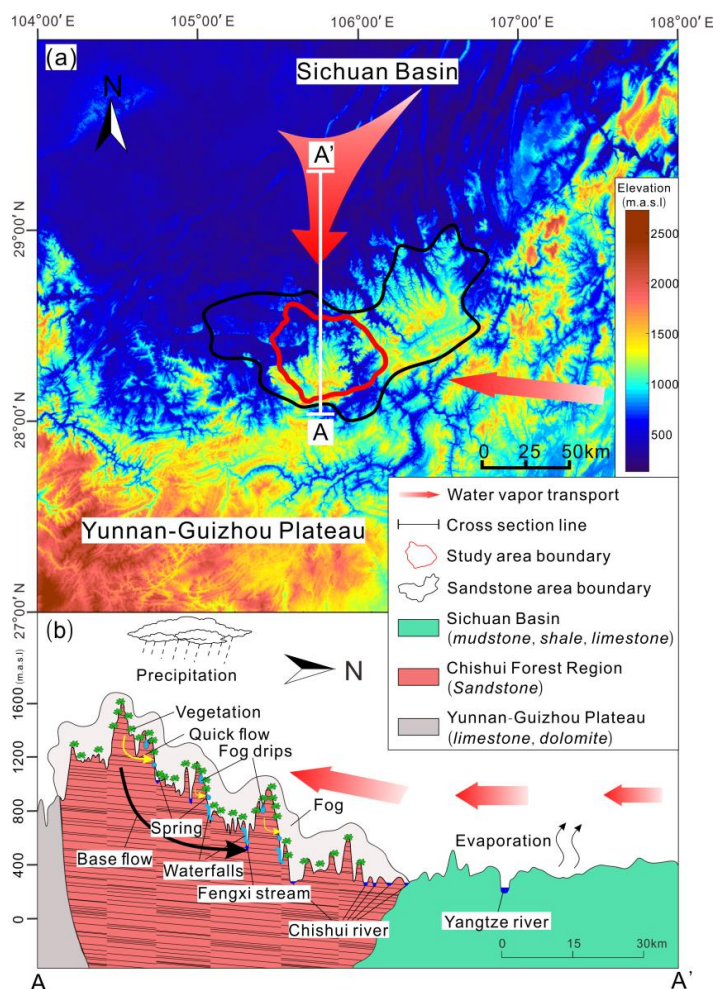 104°00′ E 105°00′ E 106°00′ E 107°00′ E 108°00′ E
(a)
Sichuan Basin
N
A'
Elevation
(m.a.s.l)
29°00′ N
2500
2000
1500
1000
500
28°00′ N
A
0 25 50km
Yunnan-Guizhou Plateau
27°00′ N
Water vapor transport
Cross section line
Study area boundary
Sandstone area boundary
Sichuan Basin
(mudstone, shale, limestone)
Chishui Forest Region
(Sandstone)
Yunnan-Guizhou Plateau
(limestone, dolomite)
(b)
(m.a.s.l)
1600
1200
800
400
0
Precipitation
N
Vegetation
Quick flow
Fog drips
Fog
Spring
Base flow
Waterfalls
Fengxi stream
Chishui river
Evaporation
Yangtze river
0 15 30km
A A'